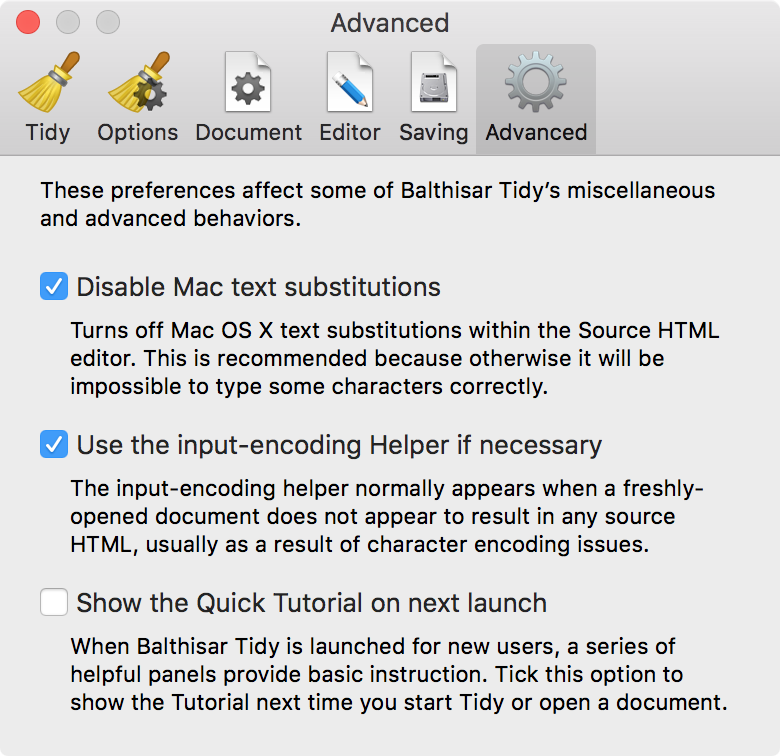 Advanced
Tidy Options Document Editor Saving Advanced
These preferences affect some of Balthisar Tidy’s miscellaneous
and advanced behaviors.
Disable Mac text substitutions
Turns off Mac OS X text substitutions within the Source HTML
editor. This is recommended because otherwise it will be
impossible to type some characters correctly.
Use the input-encoding Helper if necessary
The input-encoding helper normally appears when a freshly-
opened document does not appear to result in any source
HTML, usually as a result of character encoding issues.
Show the Quick Tutorial on next launch
When Balthisar Tidy is launched for new users, a series of
helpful panels provide basic instruction. Tick this option to
show the Tutorial next time you start Tidy or open a document.